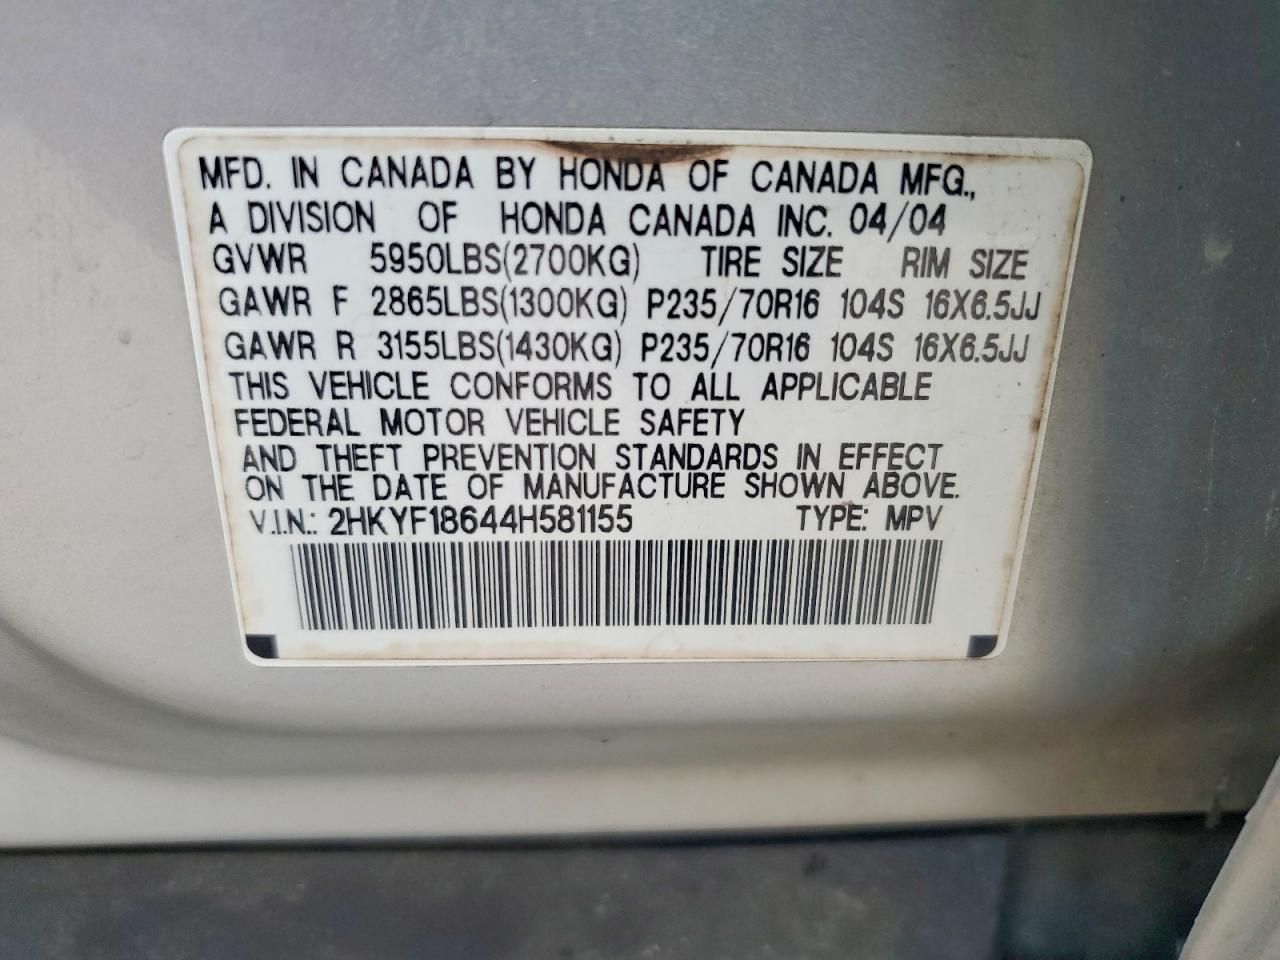 MFD. IN CANADA BY HONDA OF CANADA MFG.,
A DIVISION OF HONDA CANADA INC. 04/04
GVWR 5950LBS(2700KG) TIRE SIZE RIM SIZE
GAWR F 2865LBS(1300KG) P235/70R16 104S 16X6.5JJ
GAWR R 3155LBS(1430KG) P235/70R16 104S 16X6.5JJ
THIS VEHICLE CONFORMS TO ALL APPLICABLE
FEDERAL MOTOR VEHICLE SAFETY
AND THEFT PREVENTION STANDARDS IN EFFECT
ON THE DATE OF MANUFACTURE SHOWN ABOVE.
V.I.N.: 2HKYF18644H581155 TYPE: MPV